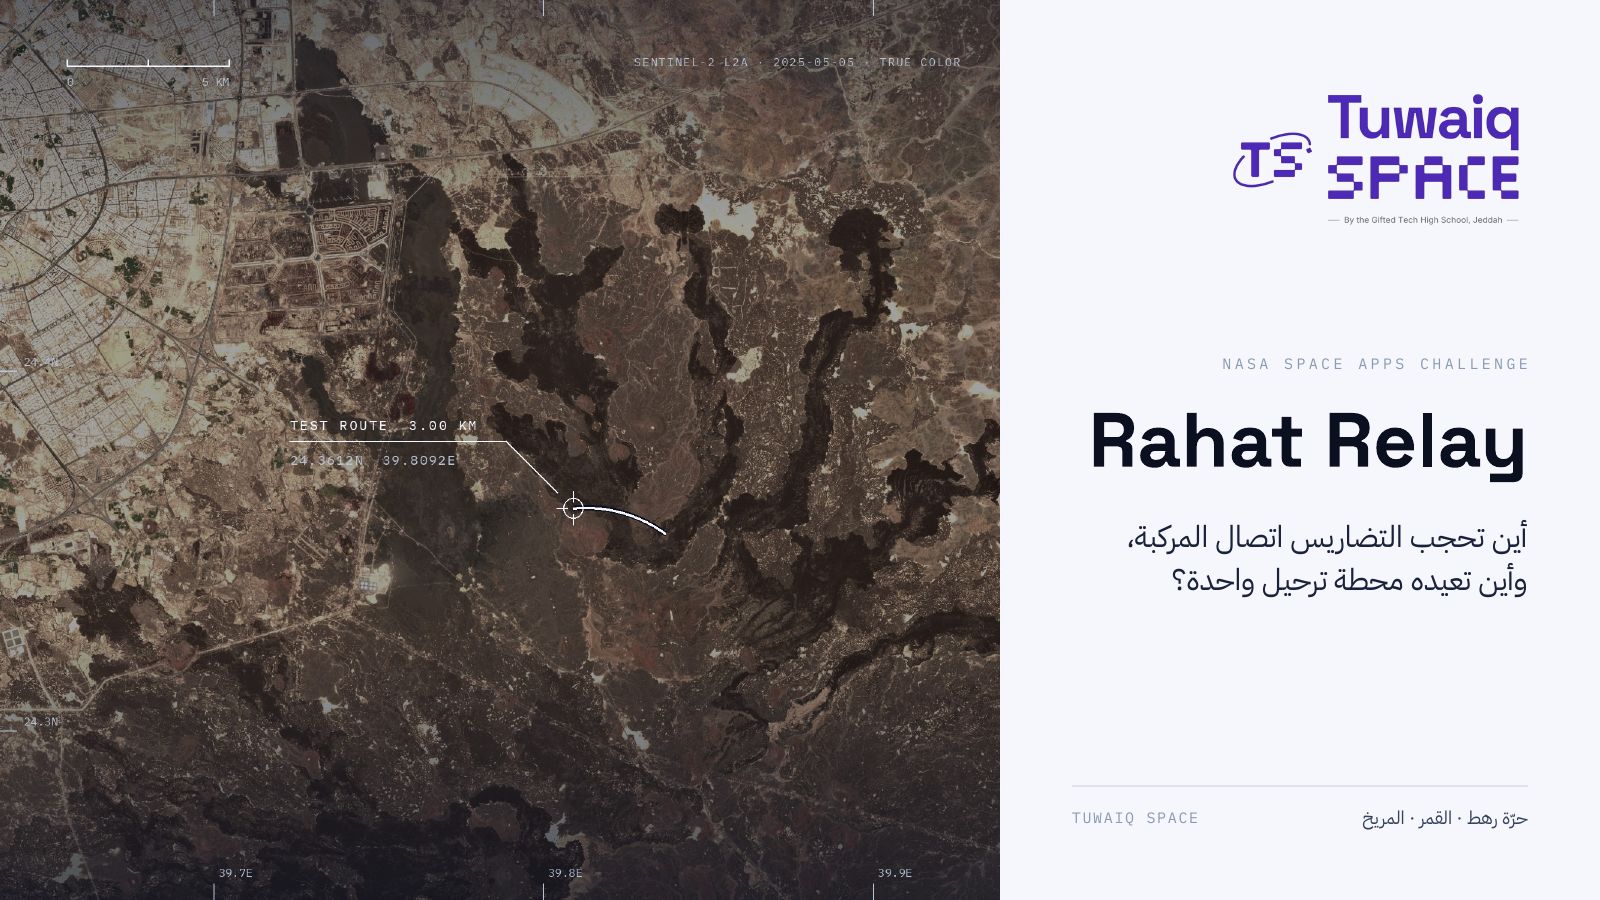 0 5 KM
SENTINEL-2 L2A · 2025-05-05 · TRUE COLOR
TEST ROUTE 3.00 KM
24.3612N 39.8092E
24.3N
39.7E
39.8E
39.9E
TS
Tuwaiq
SPACE
By the Gifted Tech High School, Jeddah
NASA SPACE APPS CHALLENGE
Rahat Relay
أين تحجب التضاريس اتصال المركبة،
وأين تعيده محطة ترحيل واحدة؟
حرّة رهط · القمر · المريخ
TUWAIQ SPACE